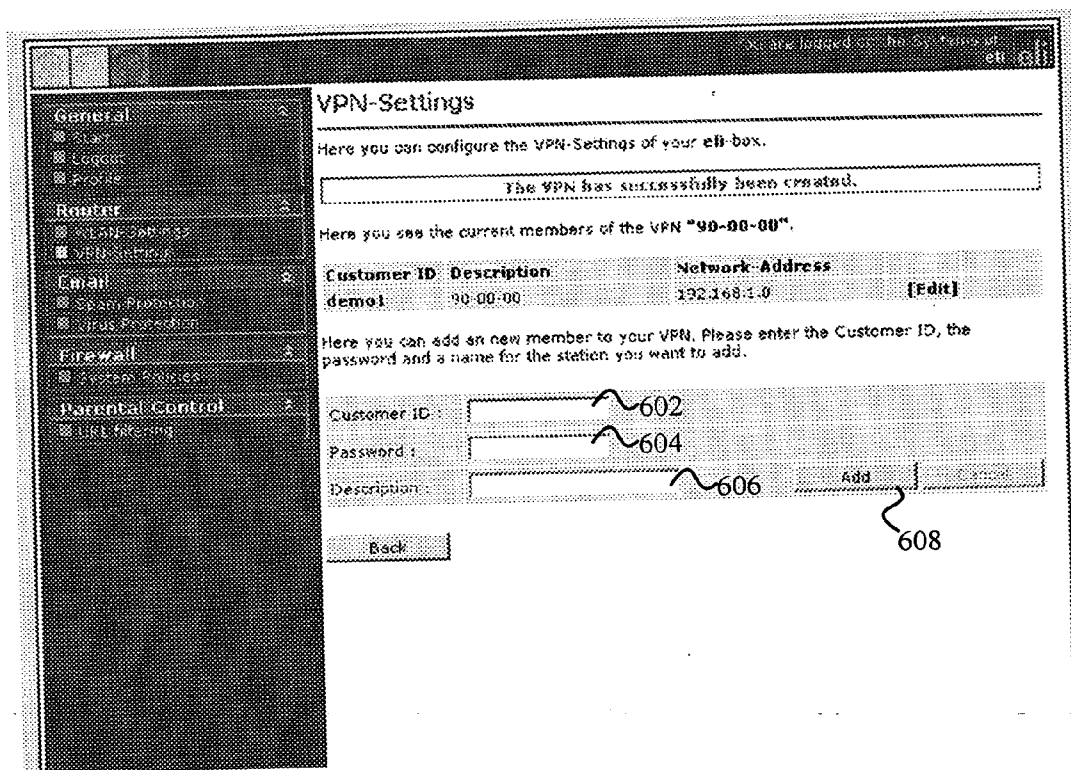 eli
General
Start
Logout
Profile
Router
VPN-Settings
Email
Spam Protection
Virus Protection
Firewall
System Policies
Parental Control
VPN-Settings
Here you can configure the VPN-Settings of your eli-box.
The VPN has successfully been created.
Here you see the current members of the VPN "90-00-00".
Customer ID Description Network-Address
demo1 90-00-00 192.168.1.0 [Edit]
Here you can add an new member to your VPN. Please enter the Customer ID, the
password and a name for the station you want to add.
Customer ID : 602
Password : 604
Description : 606 Add Cancel
608
Back